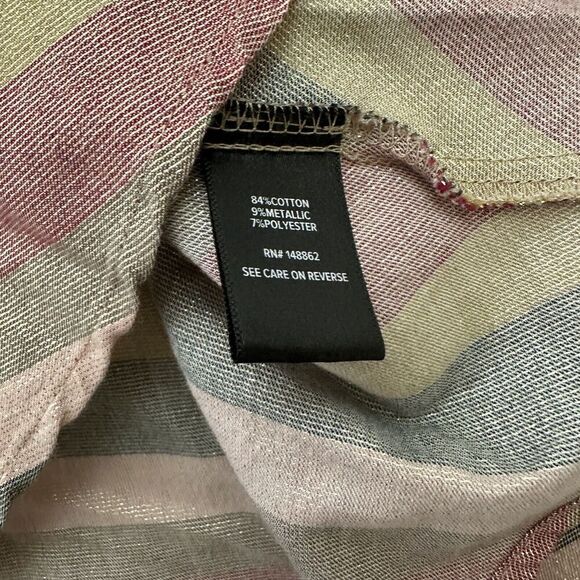 84%COTTON
9%METALLIC
7%POLYESTER
RN# 148862
SEE CARE ON REVERSE